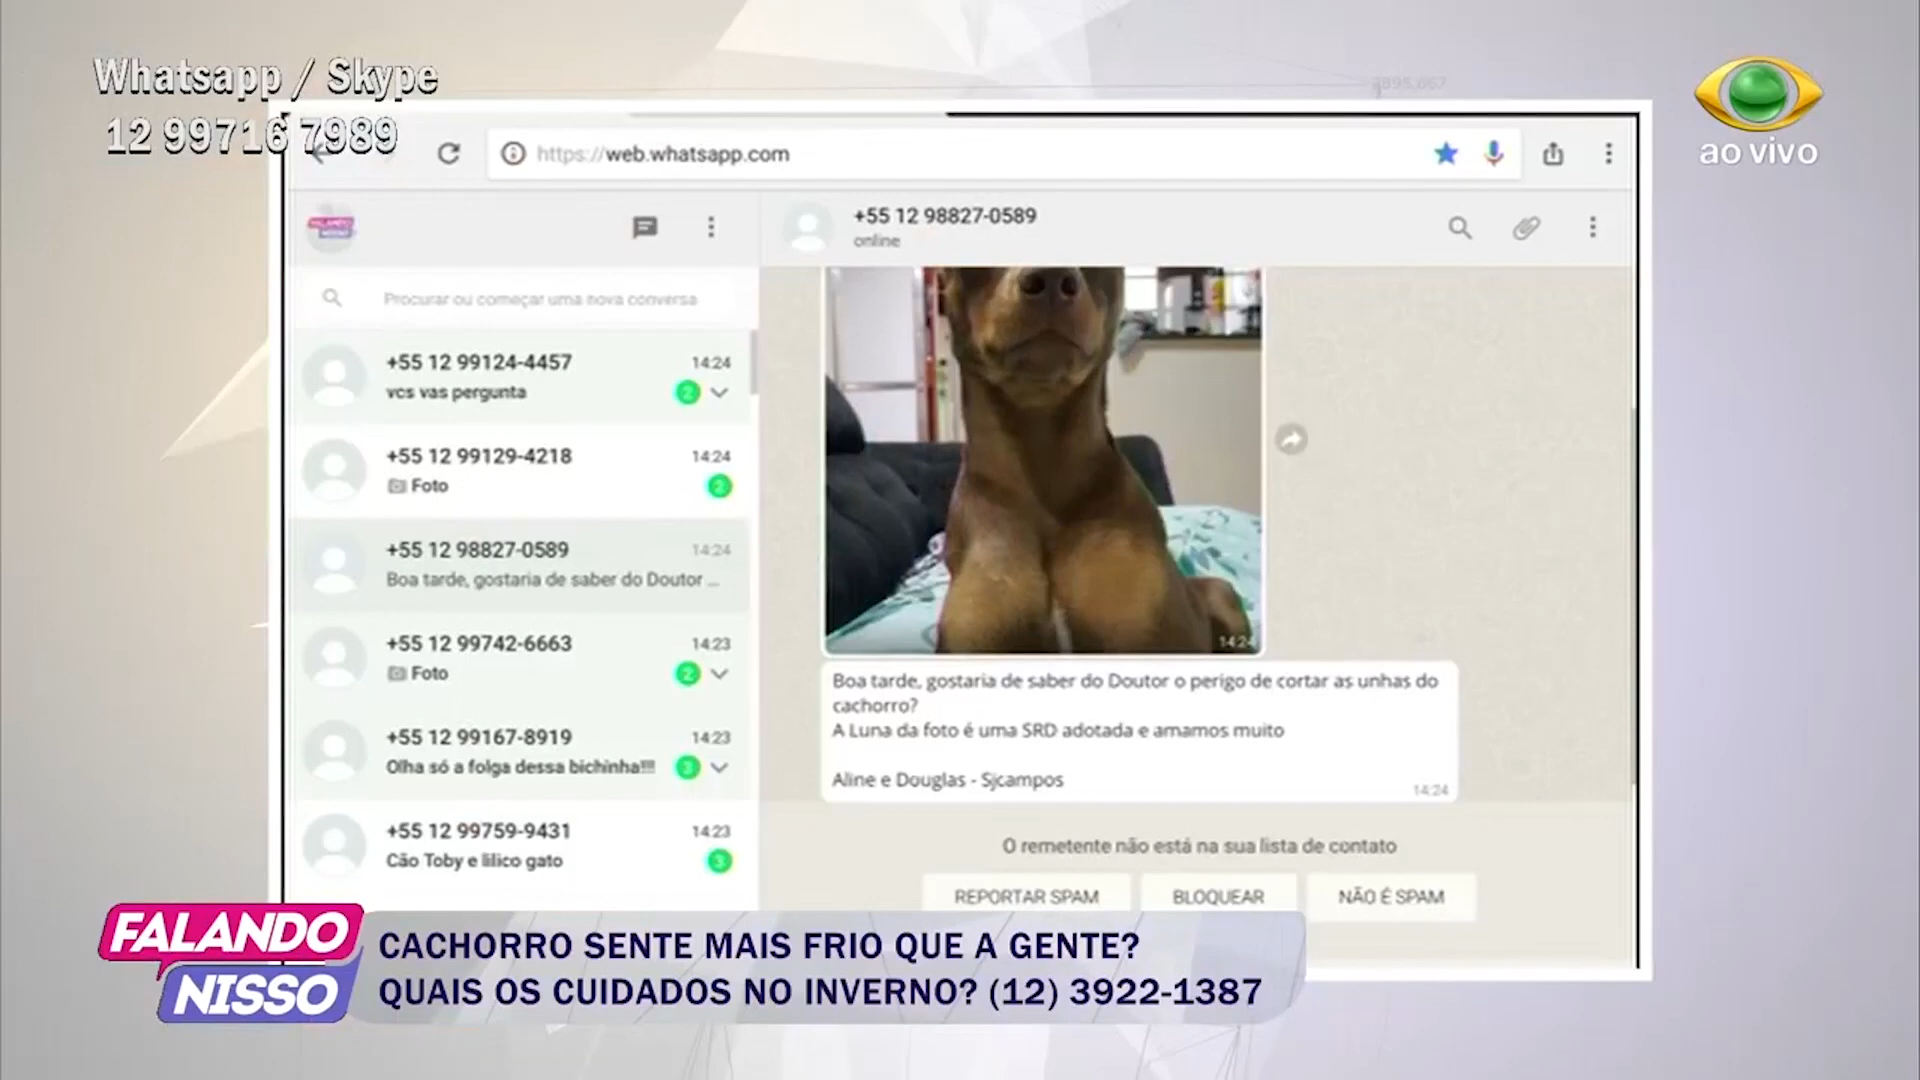 Whatsapp / Skype
12 99716 7989
ao vivo
https://web.whatsapp.com
FALANDO
NISSO
+55 12 98827-0589
online
Procurar ou começar uma nova conversa
+55 12 99124-4457
14:24
vcs vas pergunta
2
+55 12 99129-4218
14:24
Foto
2
+55 12 98827-0589
14:24
Boa tarde, gostaria de saber do Doutor ...
+55 12 99742-6663
14:23
Foto
2
+55 12 99167-8919
14:23
Olha só a folga dessa bichinha!!!
3
+55 12 99759-9431
14:23
Cão Toby e lilico gato
3
14:24
Boa tarde, gostaria de saber do Doutor o perigo de cortar as unhas do
cachorro?
A Luna da foto é uma SRD adotada e amamos muito
Aline e Douglas - Sjcampos
14:24
O remetente não está na sua lista de contato
REPORTAR SPAM
BLOQUEAR
NÃO É SPAM
FALANDO
NISSO
CACHORRO SENTE MAIS FRIO QUE A GENTE?
QUAIS OS CUIDADOS NO INVERNO? (12) 3922-1387